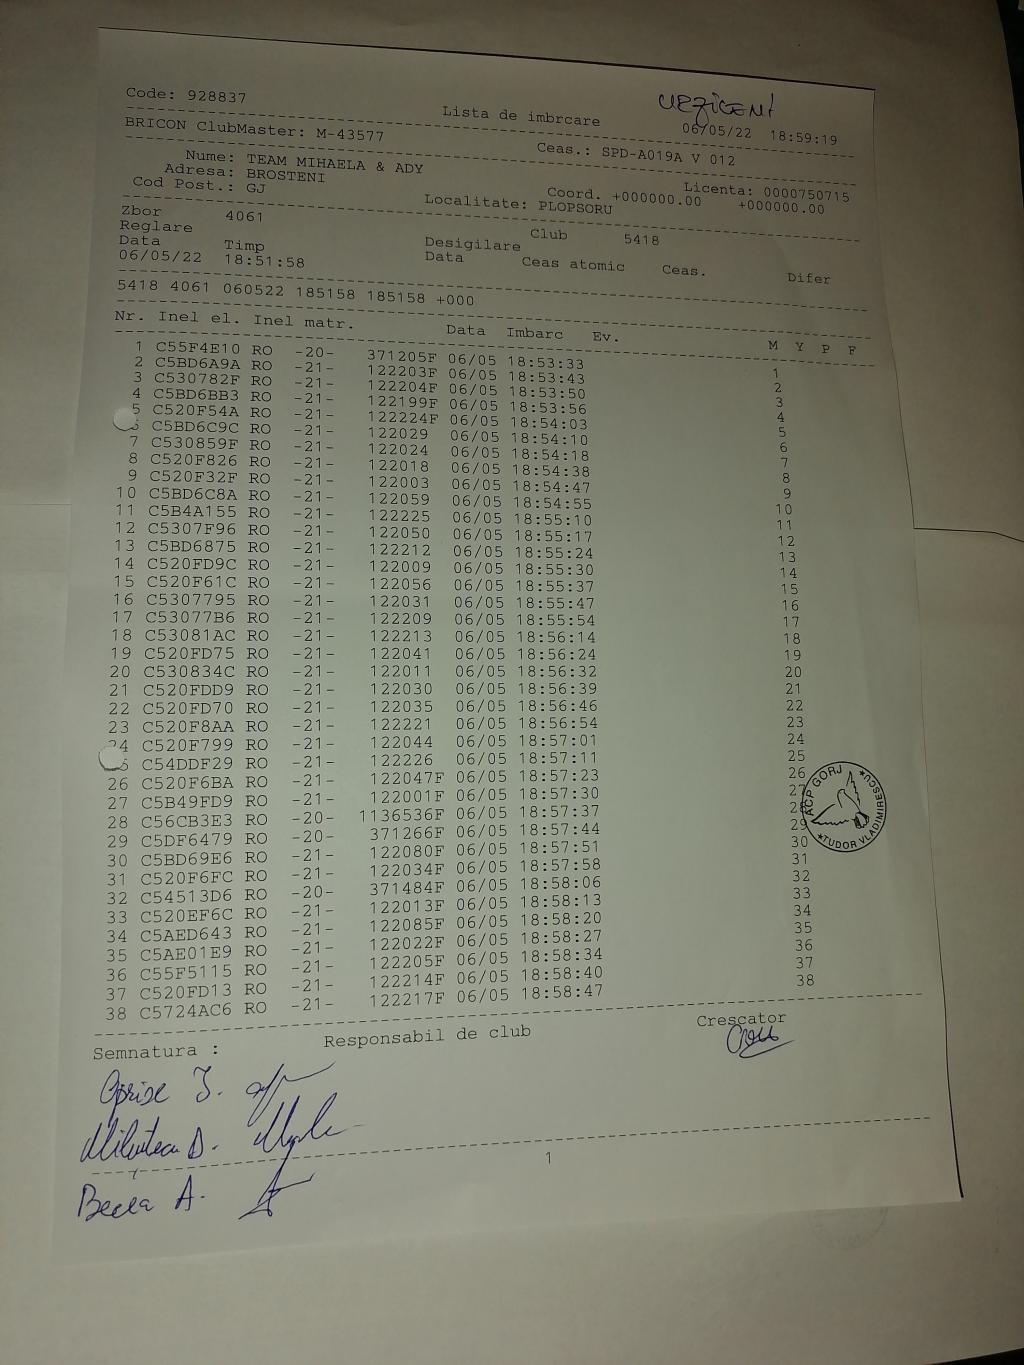 Code: 928837
Lista de imbrcare
URZICENI
06/05/22 18:59:19
BRICON ClubMaster: M-43577
Ceas.: SPD-A019A V 012
Nume: TEAM MIHAELA & ADY
Licenta: 0000750715
Adresa: BROSTENI
Coord. +000000.00 +000000.00
Cod Post.: GJ
Localitate: PLOPSORU
Zbor 4061
Club 5418
Reglare
Desigilare
Data Timp
Data Ceas atomic Ceas. Difer
06/05/22 18:51:58
5418 4061 060522 185158 185158 +000
Nr. Inel el. Inel matr. Data Imbarc Ev. M Y P F
1 C55F4E10 RO -20- 371205F 06/05 18:53:33 1
2 C5BD6A9A RO -21- 122203F 06/05 18:53:43 2
3 C530782F RO -21- 122204F 06/05 18:53:50 3
4 C5BD6BB3 RO -21- 122199F 06/05 18:53:56 4
5 C520F54A RO -21- 122224F 06/05 18:54:03 5
6 C5BD6C9C RO -21- 122029 06/05 18:54:10 6
7 C530859F RO -21- 122024 06/05 18:54:18 7
8 C520F826 RO -21- 122018 06/05 18:54:38 8
9 C520F32F RO -21- 122003 06/05 18:54:47 9
10 C5BD6C8A RO -21- 122059 06/05 18:54:55 10
11 C5B4A155 RO -21- 122225 06/05 18:55:10 11
12 C5307F96 RO -21- 122050 06/05 18:55:17 12
13 C5BD6875 RO -21- 122212 06/05 18:55:24 13
14 C520FD9C RO -21- 122009 06/05 18:55:30 14
15 C520F61C RO -21- 122056 06/05 18:55:37 15
16 C5307795 RO -21- 122031 06/05 18:55:47 16
17 C53077B6 RO -21- 122209 06/05 18:55:54 17
18 C53081AC RO -21- 122213 06/05 18:56:14 18
19 C520FD75 RO -21- 122041 06/05 18:56:24 19
20 C530834C RO -21- 122011 06/05 18:56:32 20
21 C520FDD9 RO -21- 122030 06/05 18:56:39 21
22 C520FD70 RO -21- 122035 06/05 18:56:46 22
23 C520F8AA RO -21- 122221 06/05 18:56:54 23
24 C520F799 RO -21- 122044 06/05 18:57:01 24
25 C54DDF29 RO -21- 122226 06/05 18:57:11 25
26 C520F6BA RO -21- 122047F 06/05 18:57:23 26
27 C5B49FD9 RO -21- 122001F 06/05 18:57:30 27
28 C56CB3E3 RO -20- 1136536F 06/05 18:57:37 28
29 C5DF6479 RO -20- 371266F 06/05 18:57:44 29
30 C5BD69E6 RO -21- 122080F 06/05 18:57:51 30
31 C520F6FC RO -21- 122034F 06/05 18:57:58 31
32 C54513D6 RO -20- 371484F 06/05 18:58:06 32
33 C520EF6C RO -21- 122013F 06/05 18:58:13 33
34 C5AED643 RO -21- 122085F 06/05 18:58:20 34
35 C5AE01E9 RO -21- 122022F 06/05 18:58:27 35
36 C55F5115 RO -21- 122205F 06/05 18:58:34 36
37 C520FD13 RO -21- 122214F 06/05 18:58:40 37
38 C5724AC6 RO -21- 122217F 06/05 18:58:47 38
ACP GORJ
*TUDOR VLADIMIRESCU*
Semnatura : Responsabil de club Crescator
1